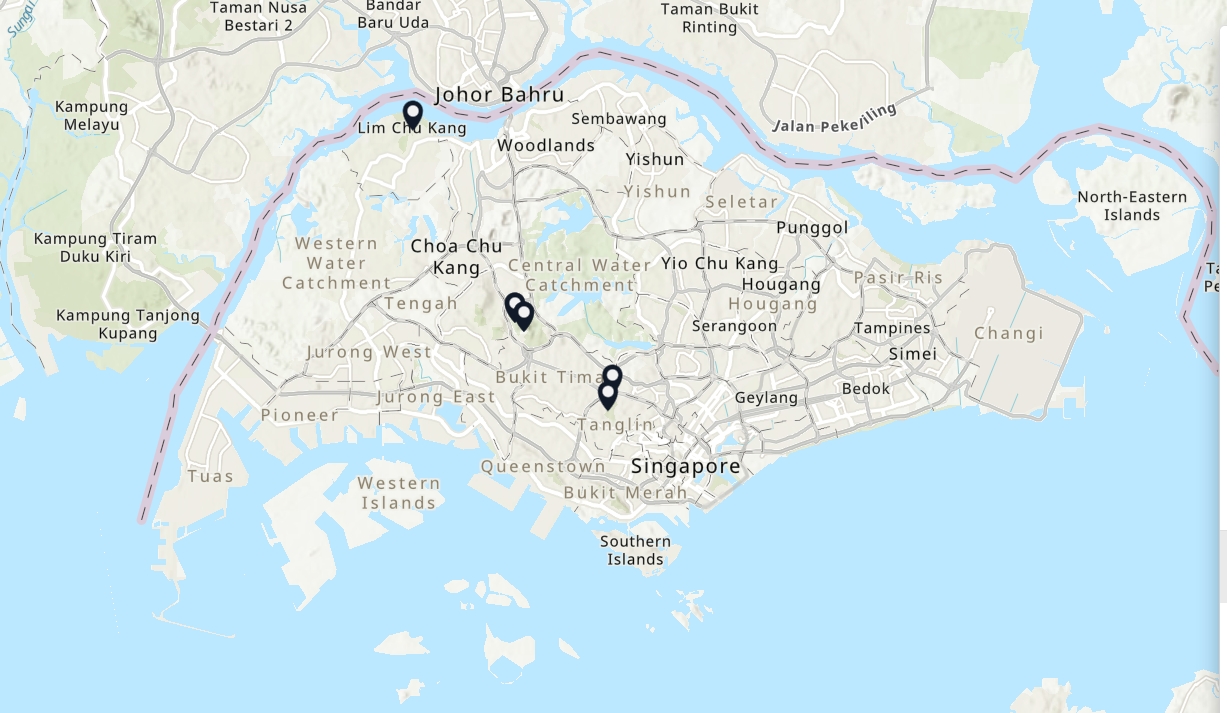 Sungai
Taman Nusa
Bestari 2
Bandar
Baru Uda
Taman Bukit
Rinting
Kampung
Melayu
Johor Bahru
Lim Chu Kang
Sembawang
Jalan Pekeliling
Woodlands
Yishun
Yishun
Seletar
North-Eastern
Islands
Punggol
Kampung Tiram
Duku Kiri
Western
Water
Catchment
Choa Chu
Kang
Central Water
Catchment
Yio Chu Kang
Pasir Ris
Hougang
Tengah
Hougang
Kampung Tanjong
Kupang
Serangoon
Tampines
Changi
Jurong West
Simei
Bukit Tima
Jurong East
Geylang
Bedok
Pioneer
Tanglin
Queenstown
Singapore
Tuas
Western
Islands
Bukit Merah
Southern
Islands